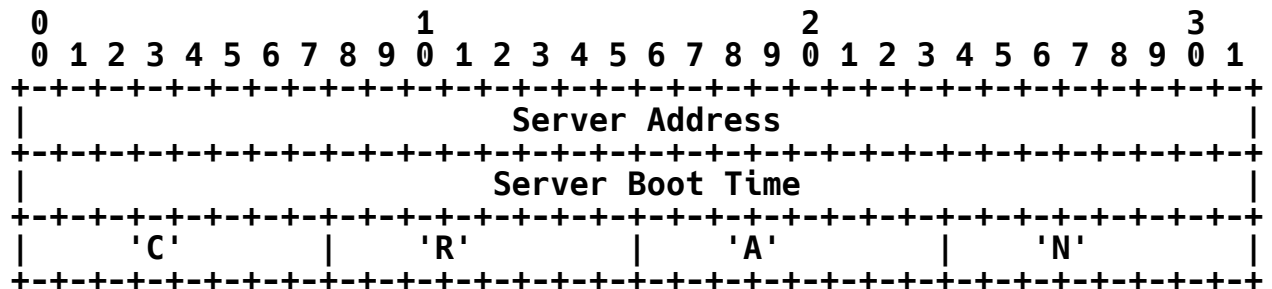 0                   1                   2                   3
 0 1 2 3 4 5 6 7 8 9 0 1 2 3 4 5 6 7 8 9 0 1 2 3 4 5 6 7 8 9 0 1
+-+-+-+-+-+-+-+-+-+-+-+-+-+-+-+-+-+-+-+-+-+-+-+-+-+-+-+-+-+-+-+-+
|                         Server Address                        |
+-+-+-+-+-+-+-+-+-+-+-+-+-+-+-+-+-+-+-+-+-+-+-+-+-+-+-+-+-+-+-+-+
|                        Server Boot Time                       |
+-+-+-+-+-+-+-+-+-+-+-+-+-+-+-+-+-+-+-+-+-+-+-+-+-+-+-+-+-+-+-+-+
|     'C'       |    'R'        |    'A'        |    'N'        |
+-+-+-+-+-+-+-+-+-+-+-+-+-+-+-+-+-+-+-+-+-+-+-+-+-+-+-+-+-+-+-+-+